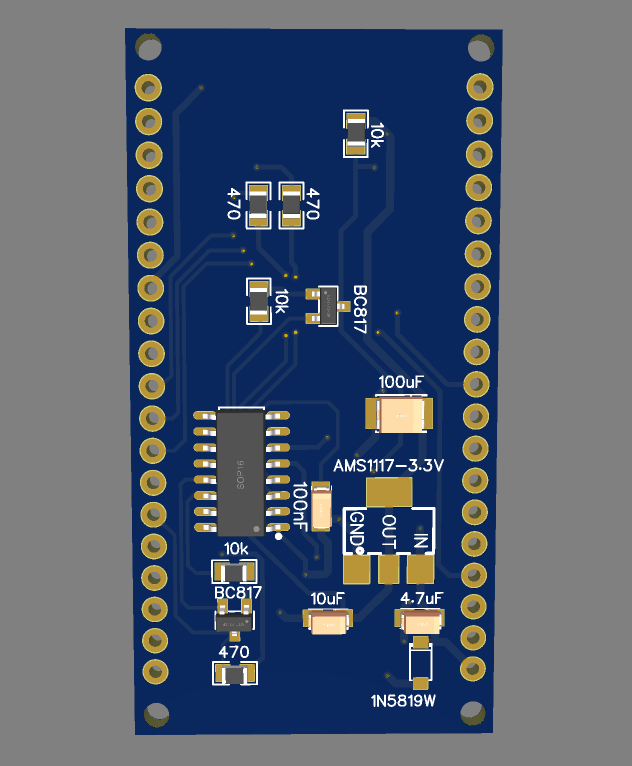 10k
470
470
10k
BC817
100uF
AMS1117-3.3V
SOP16
100nF
GND
OUT
IN
10k
BC817
10uF
4.7uF
470
1N5819W